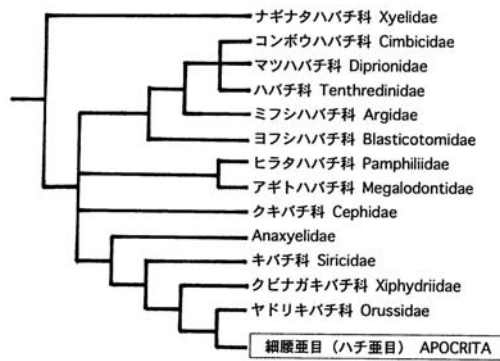 ナギナタハバチ科 Xyelidae
コンボウハバチ科 Cimbicidae
マツハバチ科 Diprionidae
ハバチ科 Tenthredinidae
ミフシハバチ科 Argidae
ヨフシハバチ科 Blasticotomidae
ヒラタハバチ科 Pamphiliidae
アギトハバチ科 Megalodontidae
クキバチ科 Cephidae
Anaxyelidae
キバチ科 Siricidae
クビナガキバチ科 Xiphydriidae
ヤドリキバチ科 Orussidae
細腰亜目（ハチ亜目） APOCRITA